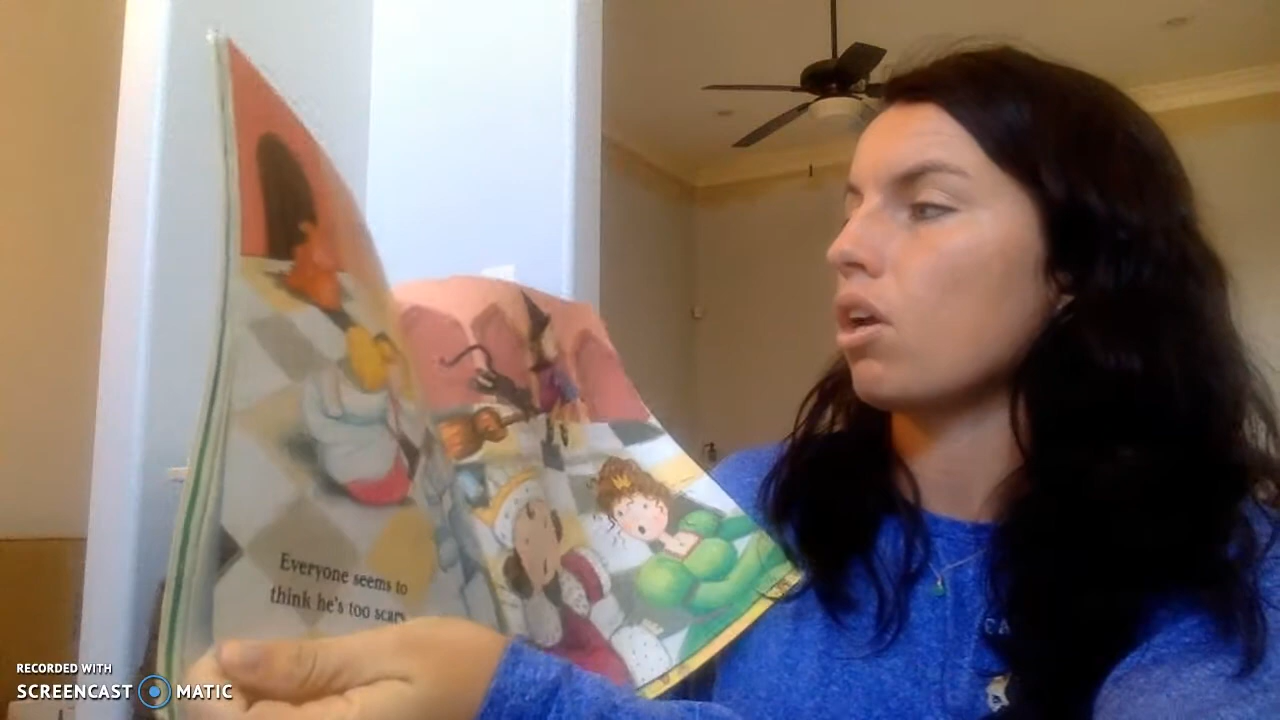 Everyone seems to
think he's too
RECORDED WITH
SCREENCAST MATIC